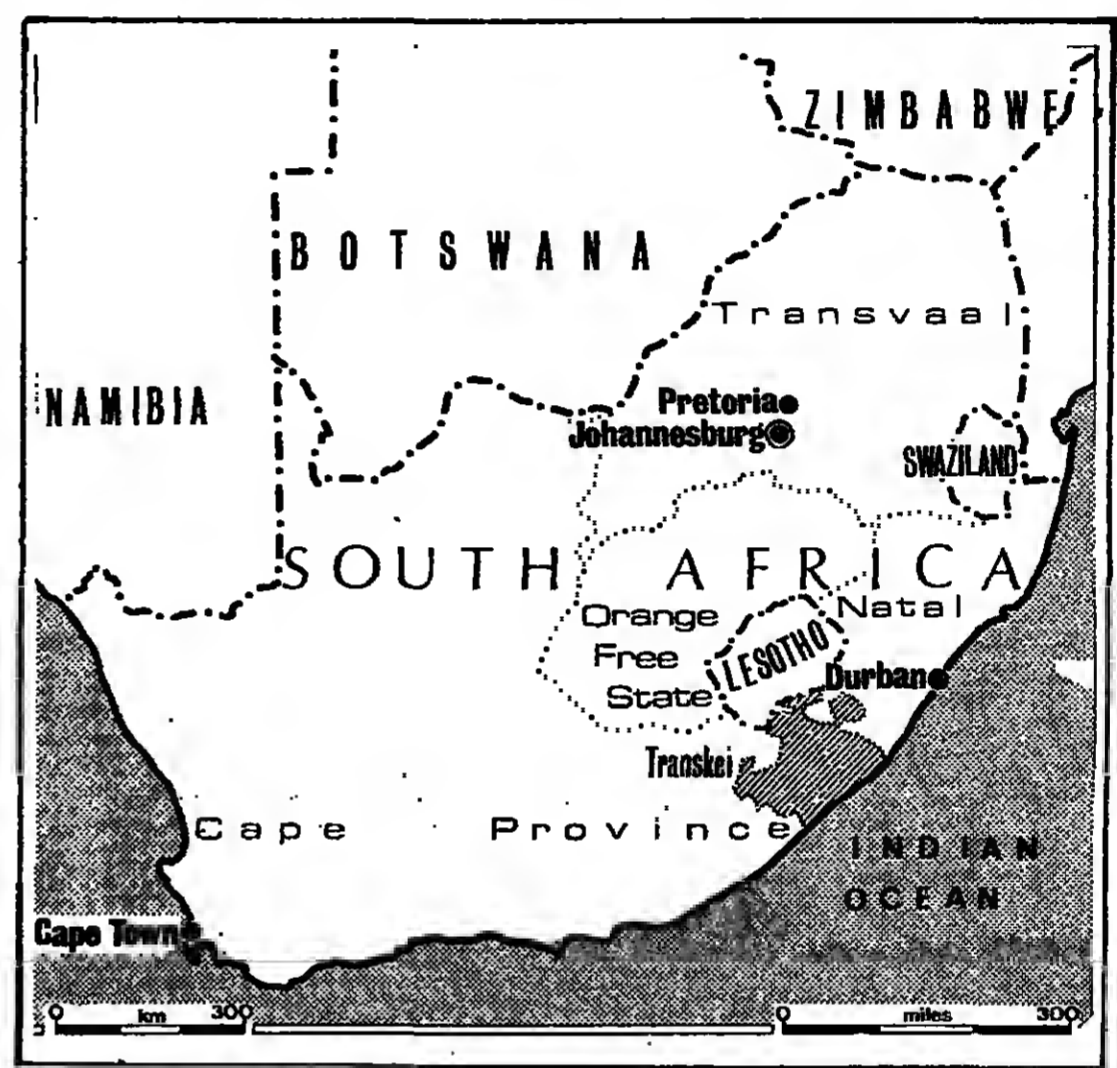 ZIMBABWE
BOTSWANA
Transvaal
NAMIBIA
Pretoria
Johannesburg
SWAZILAND
SOUTH AFRICA
Orange
Free
State
Natal
LESOTHO
Durban
Transkei
Cape Province
INDIAN
OCEAN
Cape Town
0 km 300
0 miles 300